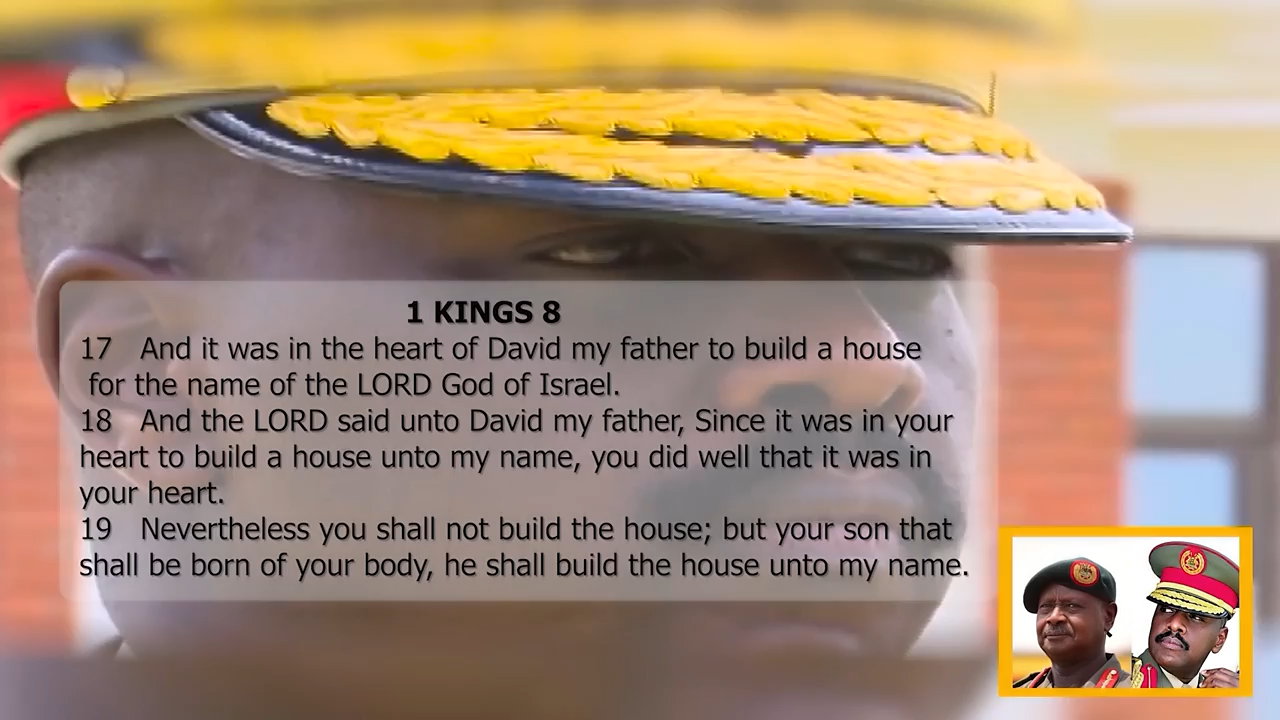 1 KINGS 8
17 And it was in the heart of David my father to build a house
for the name of the LORD God of Israel.
18 And the LORD said unto David my father, Since it was in your
heart to build a house unto my name, you did well that it was in
your heart.
19 Nevertheless you shall not build the house; but your son that
shall be born of your body, he shall build the house unto my name.